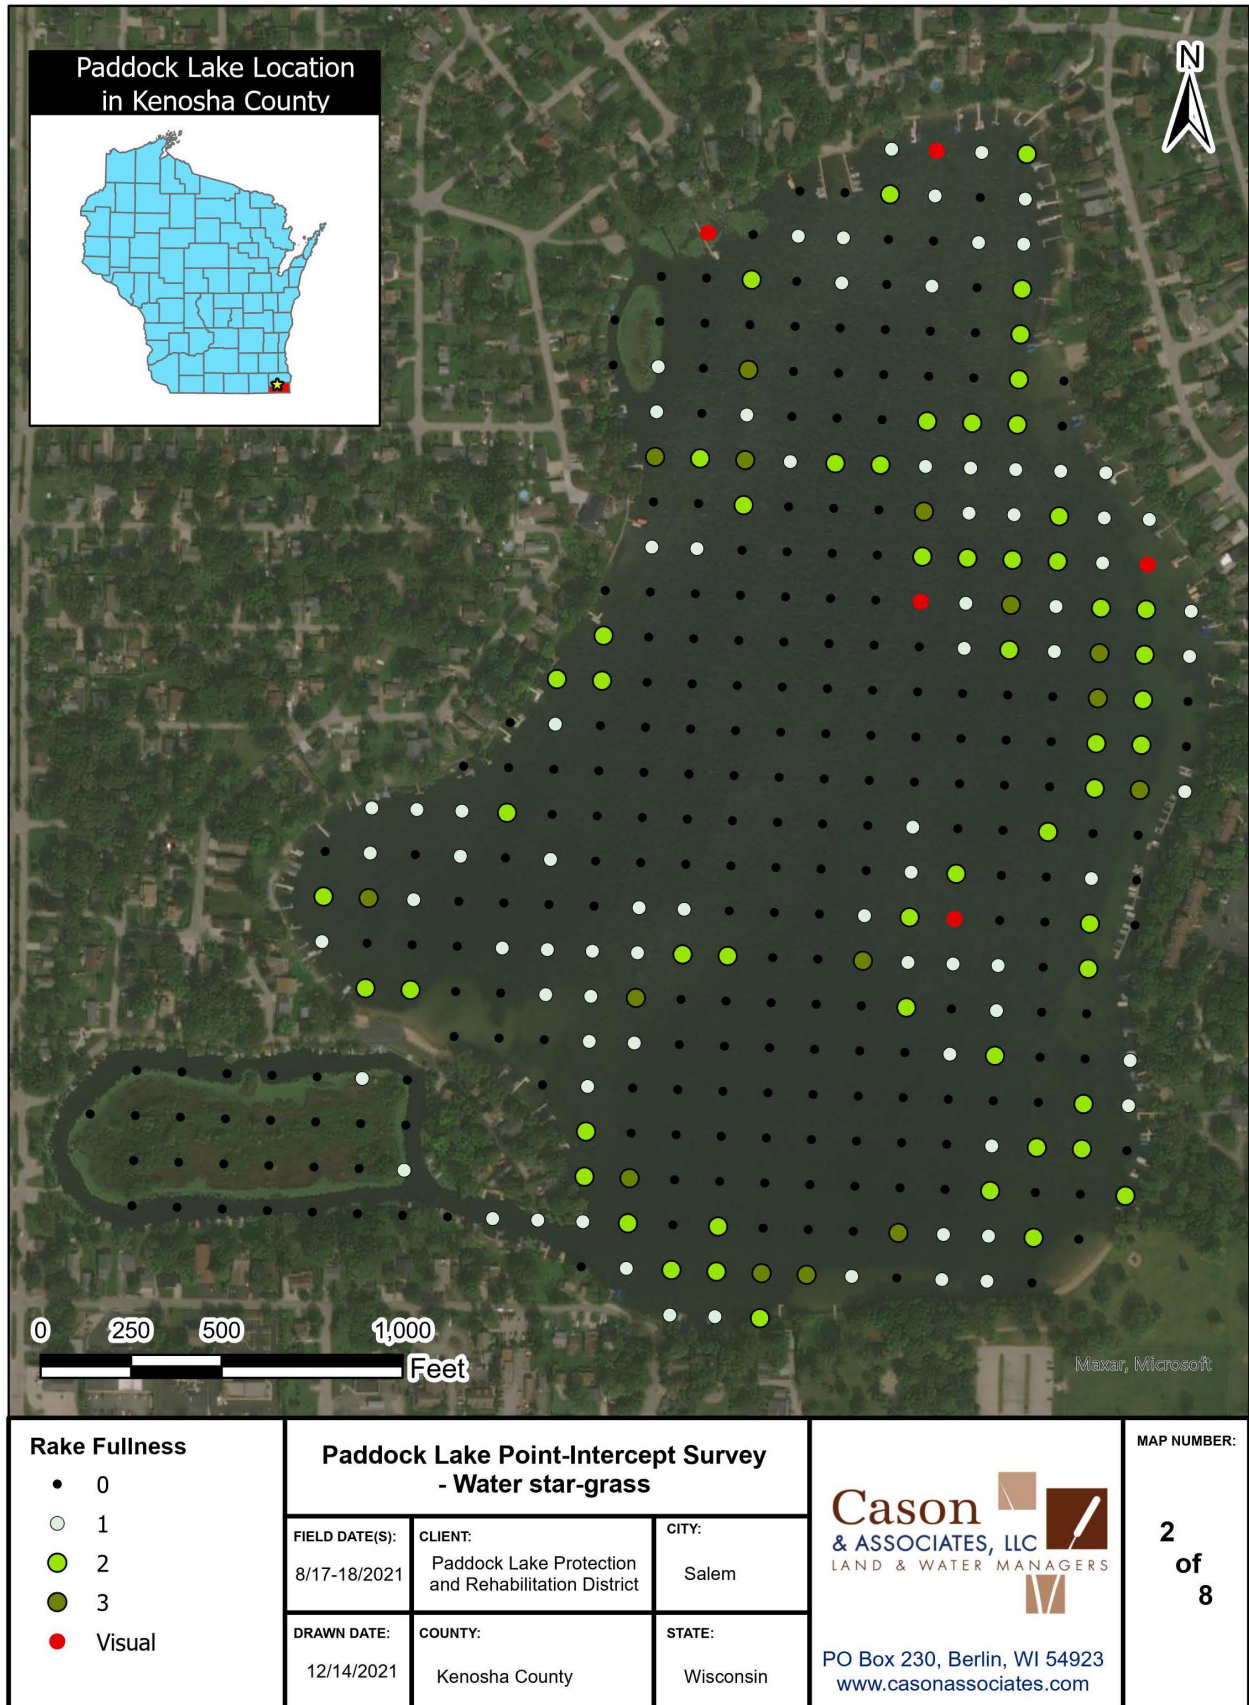 Paddock Lake Location
in Kenosha County
N
0 250 500 1,000
Feet
Maxar, Microsoft
Rake Fullness
0
1
2
3
Visual
Paddock Lake Point-Intercept Survey
- Water star-grass
FIELD DATE(S):
8/17-18/2021
CLIENT:
Paddock Lake Protection
and Rehabilitation District
CITY:
Salem
DRAWN DATE:
12/14/2021
COUNTY:
Kenosha County
STATE:
Wisconsin
Cason
& ASSOCIATES, LLC
LAND & WATER MANAGERS
PO Box 230, Berlin, WI 54923
www.casonassociates.com
MAP NUMBER:
2
of
8